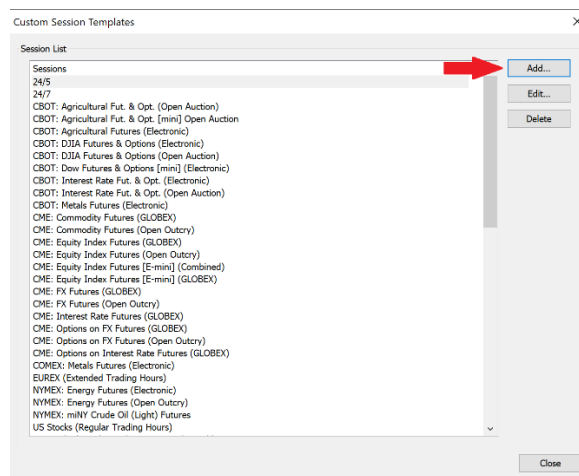 Custom Session Templates
Session List
Sessions
Add...
24/5
24/7
Edit...
CBOT: Agricultural Fut. & Opt. (Open Auction)
CBOT: Agricultural Fut. & Opt. [mini] Open Auction
Delete
CBOT: Agricultural Futures (Electronic)
CBOT: DJIA Futures & Options (Electronic)
CBOT: DJIA Futures & Options (Open Auction)
CBOT: Dow Futures & Options [mini] (Electronic)
CBOT: Interest Rate Fut. & Opt. (Electronic)
CBOT: Interest Rate Fut. & Opt. (Open Auction)
CBOT: Metals Futures (Electronic)
CME: Commodity Futures (GLOBEX)
CME: Commodity Futures (Open Outcry)
CME: Equity Index Futures (GLOBEX)
CME: Equity Index Futures (Open Outcry)
CME: Equity Index Futures [E-mini] (Combined)
CME: Equity Index Futures [E-mini] (GLOBEX)
CME: FX Futures (GLOBEX)
CME: FX Futures (Open Outcry)
CME: Interest Rate Futures (GLOBEX)
CME: Options on FX Futures (GLOBEX)
CME: Options on FX Futures (Open Outcry)
CME: Options on Interest Rate Futures (GLOBEX)
COMEX: Metals Futures (Electronic)
EUREX (Extended Trading Hours)
NYMEX: Energy Futures (Electronic)
NYMEX: Energy Futures (Open Outcry)
NYMEX: miNY Crude Oil (Light) Futures
US Stocks (Regular Trading Hours)
Close